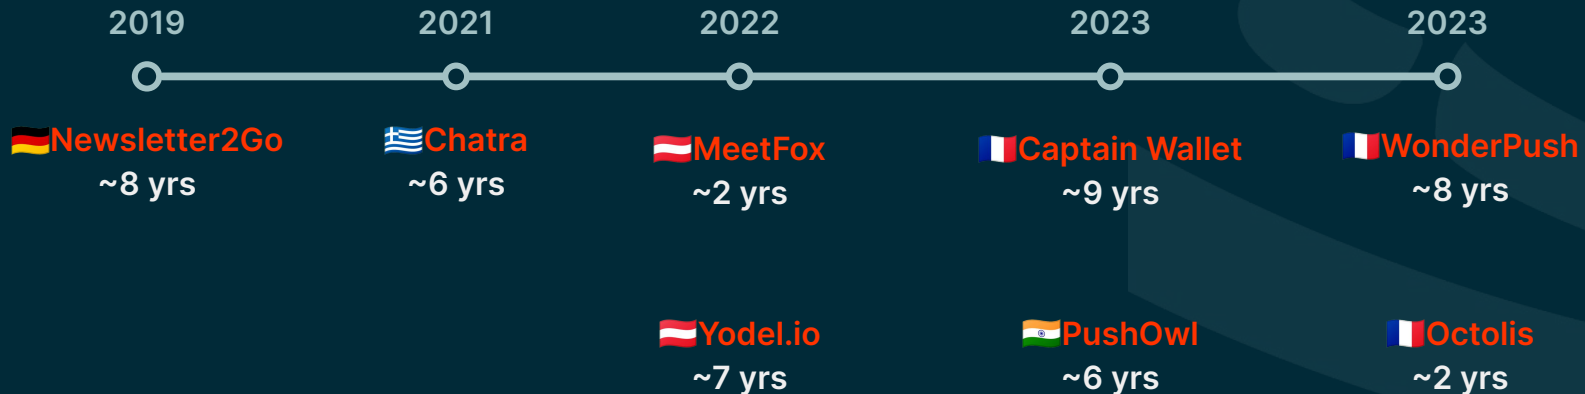 2019 2021 2022 2023 2023
Newsletter2Go Chatra MeetFox Captain Wallet WonderPush
~8 yrs ~6 yrs ~2 yrs ~9 yrs ~8 yrs
Yodel.io PushOwl Octolis
~7 yrs ~6 yrs ~2 yrs